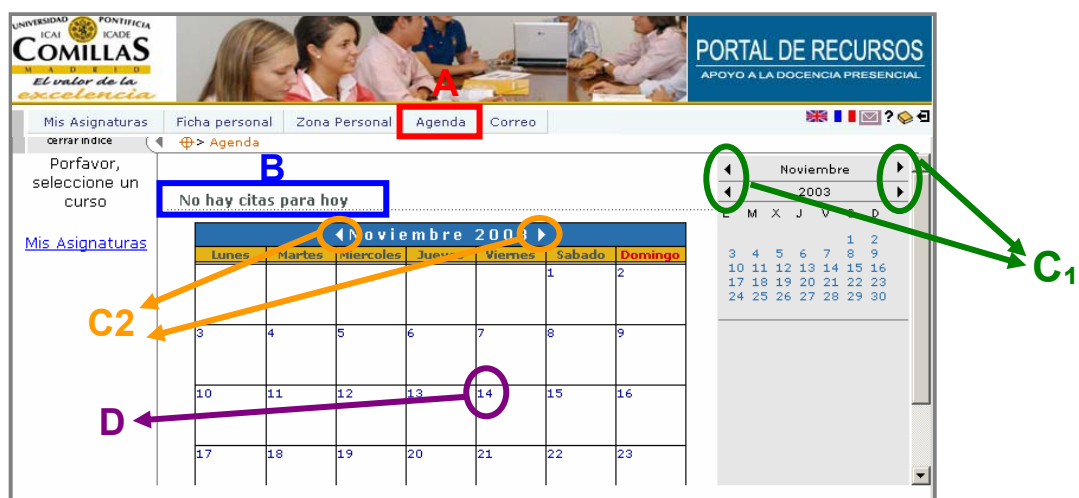 UNIVERSIDAD PONTIFICIA
ICAI ICADE
COMILLAS
M A D R I D
El valor de la
excelencia
PORTAL DE RECURSOS
APOYO A LA DOCENCIA PRESENCIAL
A
Mis Asignaturas Ficha personal Zona Personal Agenda Correo ?
cerrar indice > Agenda
Porfavor,
seleccione un
curso
Mis Asignaturas
B
No hay citas para hoy
Noviembre 2003
Lunes Martes Miercoles Jueves Viernes Sabado Domingo
1 2
3 4 5 6 7 8 9
10 11 12 13 14 15 16
17 18 19 20 21 22 23
Noviembre
2003
L M X J V S D
1 2
3 4 5 6 7 8 9
10 11 12 13 14 15 16
17 18 19 20 21 22 23
24 25 26 27 28 29 30
C1
C2
D